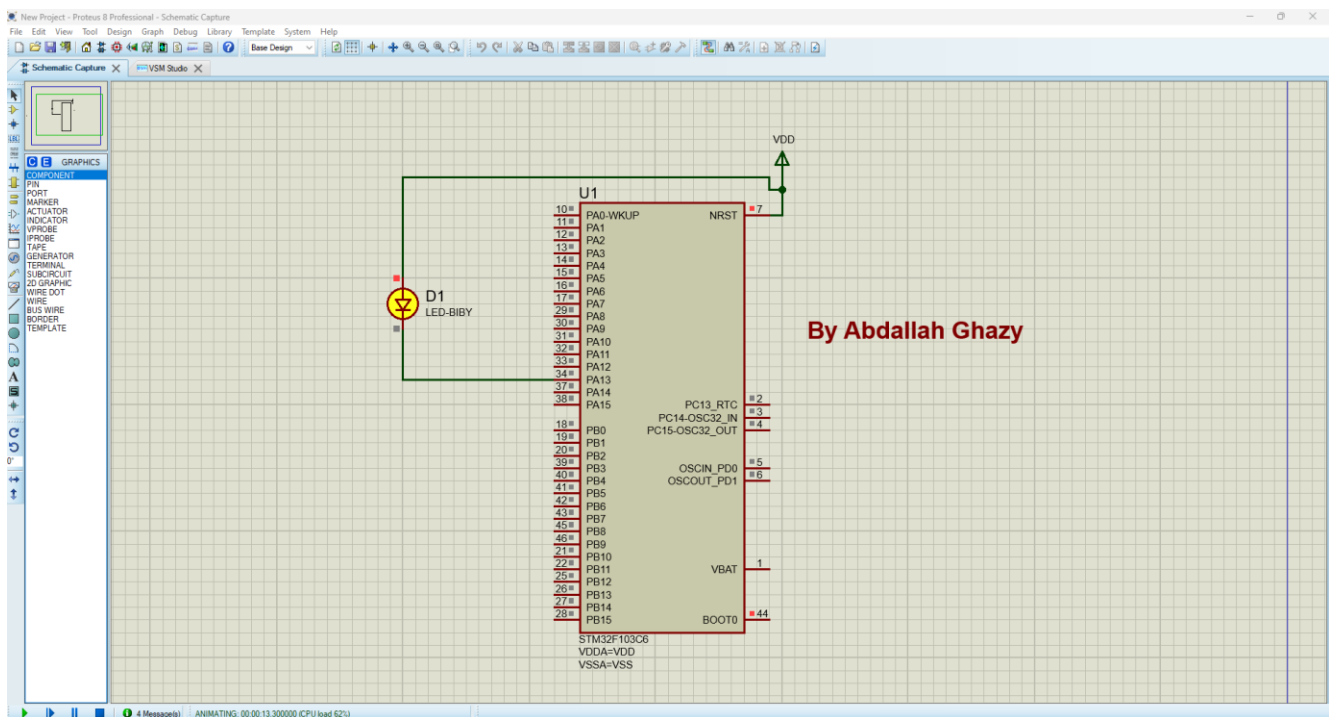 New Project - Proteus 8 Professional - Schematic Capture
File Edit View Tool Design Graph Debug Library Template System Help
Base Design
Schematic Capture
VSM Studio
C E GRAPHICS
COMPONENT
PIN
PORT
MARKER
ACTUATOR
INDICATOR
VPROBE
IPROBE
TAPE
GENERATOR
TERMINAL
SUBCIRCUIT
2D GRAPHIC
WIRE DOT
WIRE
BUS WIRE
BORDER
TEMPLATE
VDD
U1
10 PA0-WKUP NRST 7
11 PA1
12 PA2
13 PA3
14 PA4
15 PA5
16 PA6
17 PA7
29 PA8
30 PA9
31 PA10
32 PA11
33 PA12
34 PA13
37 PA14
38 PA15
PC13_RTC 2
PC14-OSC32_IN 3
PC15-OSC32_OUT 4
18 PB0
19 PB1
20 PB2
39 PB3
40 PB4
41 PB5
42 PB6
43 PB7
45 PB8
46 PB9
21 PB10
22 PB11
25 PB12
26 PB13
27 PB14
28 PB15
OSCIN_PD0 5
OSCOUT_PD1 6
VBAT 1
BOOT0 44
D1
LED-BIBY
By Abdallah Ghazy
STM32F103C6
VDDA=VDD
VSSA=VSS
4 Message(s)
ANIMATING: 00:00:13.300000 (CPU load 62%)